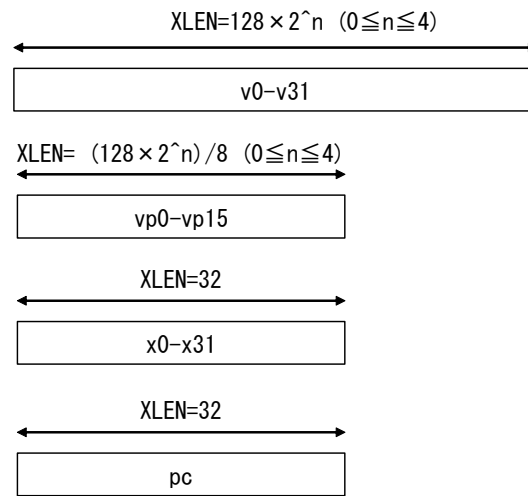 XLEN=128×2^n (0≦n≦4)
v0-v31
XLEN= (128×2^n)/8 (0≦n≦4)
vp0-vp15
XLEN=32
x0-x31
XLEN=32
pc